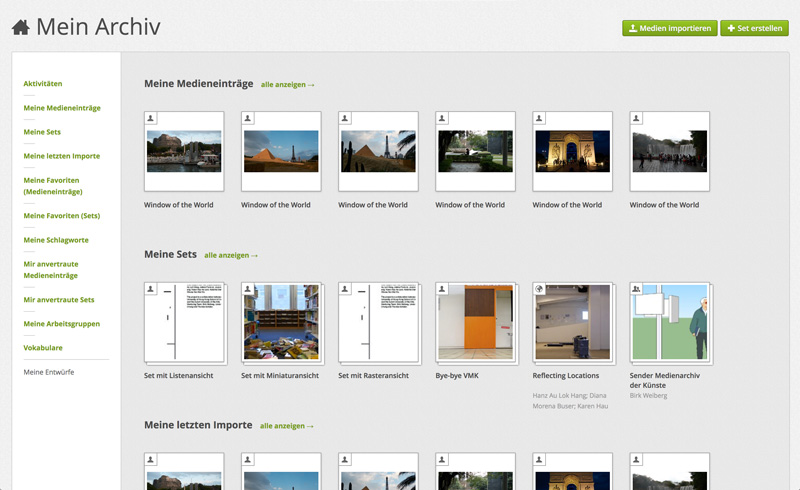 Mein Archiv
Medien importieren
Set erstellen
Aktivitäten
Meine Medieneinträge
Meine Sets
Meine letzten Importe
Meine Favoriten
(Medieneinträge)
Meine Favoriten (Sets)
Meine Schlagworte
Mir anvertraute
Medieneinträge
Mir anvertraute Sets
Meine Arbeitsgruppen
Vokabulare
Meine Entwürfe
Meine Medieneinträge alle anzeigen →
Window of the World
Window of the World
Window of the World
Window of the World
Window of the World
Window of the World
Meine Sets alle anzeigen →
Set mit Listenansicht
Set mit Miniaturansicht
Set mit Rasteransicht
Bye-bye VMK
Reflecting Locations
Hanz Au Lok Hang; Diana
Morena Buser; Karen Hau
Sender Medienarchiv
der Künste
Birk Weiberg
Meine letzten Importe alle anzeigen →